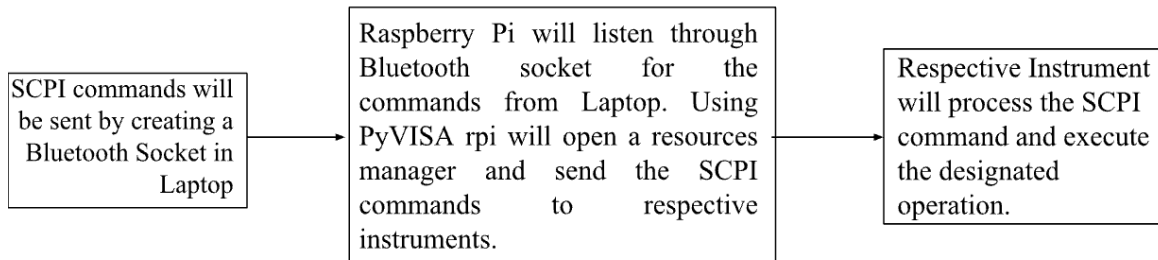 SCPI commands will
be sent by creating a
Bluetooth Socket in
Laptop
Raspberry Pi will listen through
Bluetooth socket for the
commands from Laptop. Using
PyVISA rpi will open a resources
manager and send the SCPI
commands to respective
instruments.
Respective Instrument
will process the SCPI
command and execute
the designated
operation.